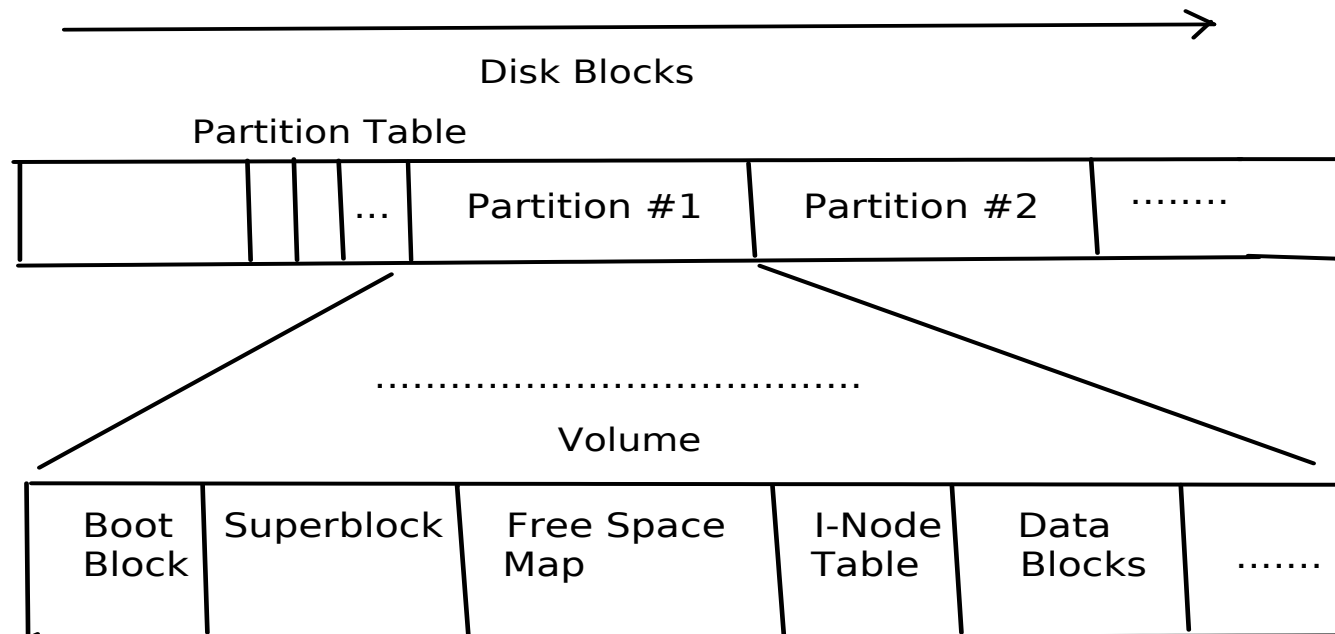 Disk Blocks
Partition Table
...
Partition #1
Partition #2
........
.......................................
Volume
Boot
Block
Superblock
Free Space
Map
I-Node
Table
Data
Blocks
.......